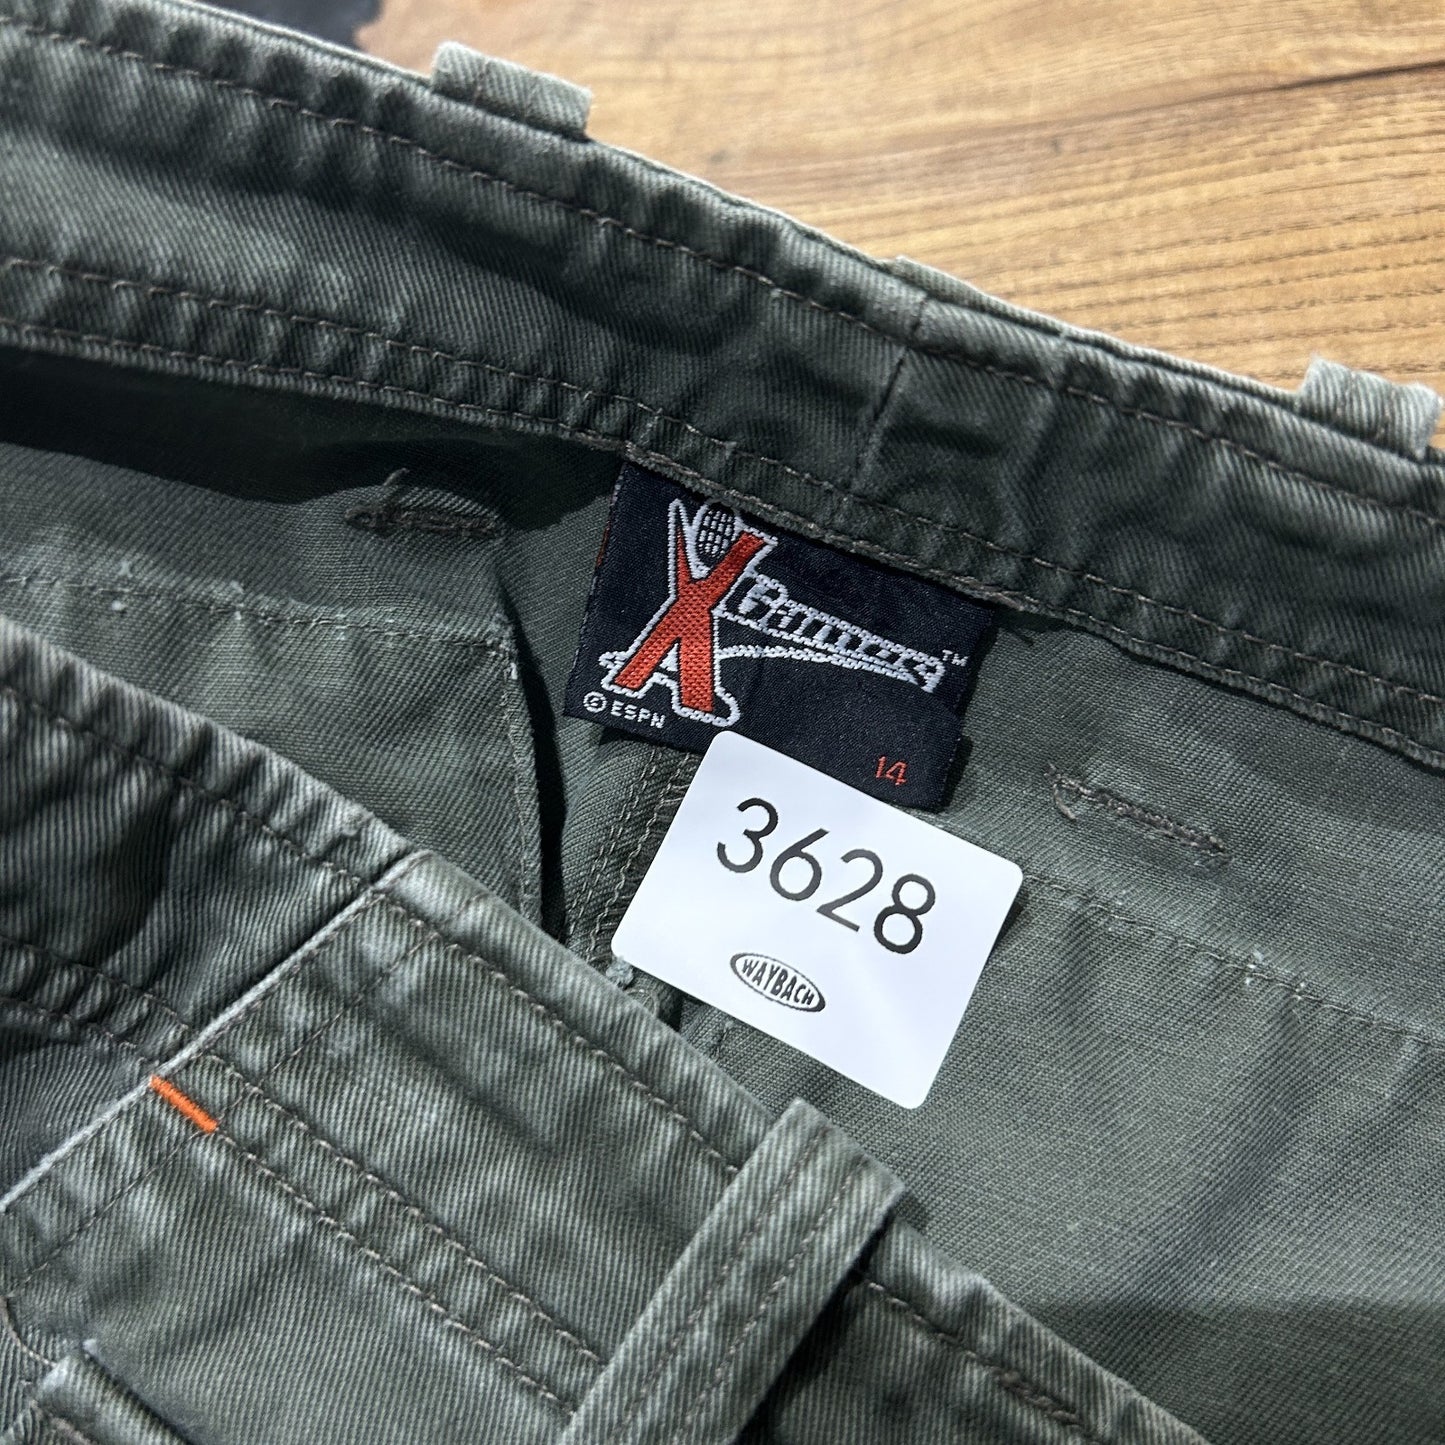 X GAMES™
© ESPN
14
3628
WAYBACH